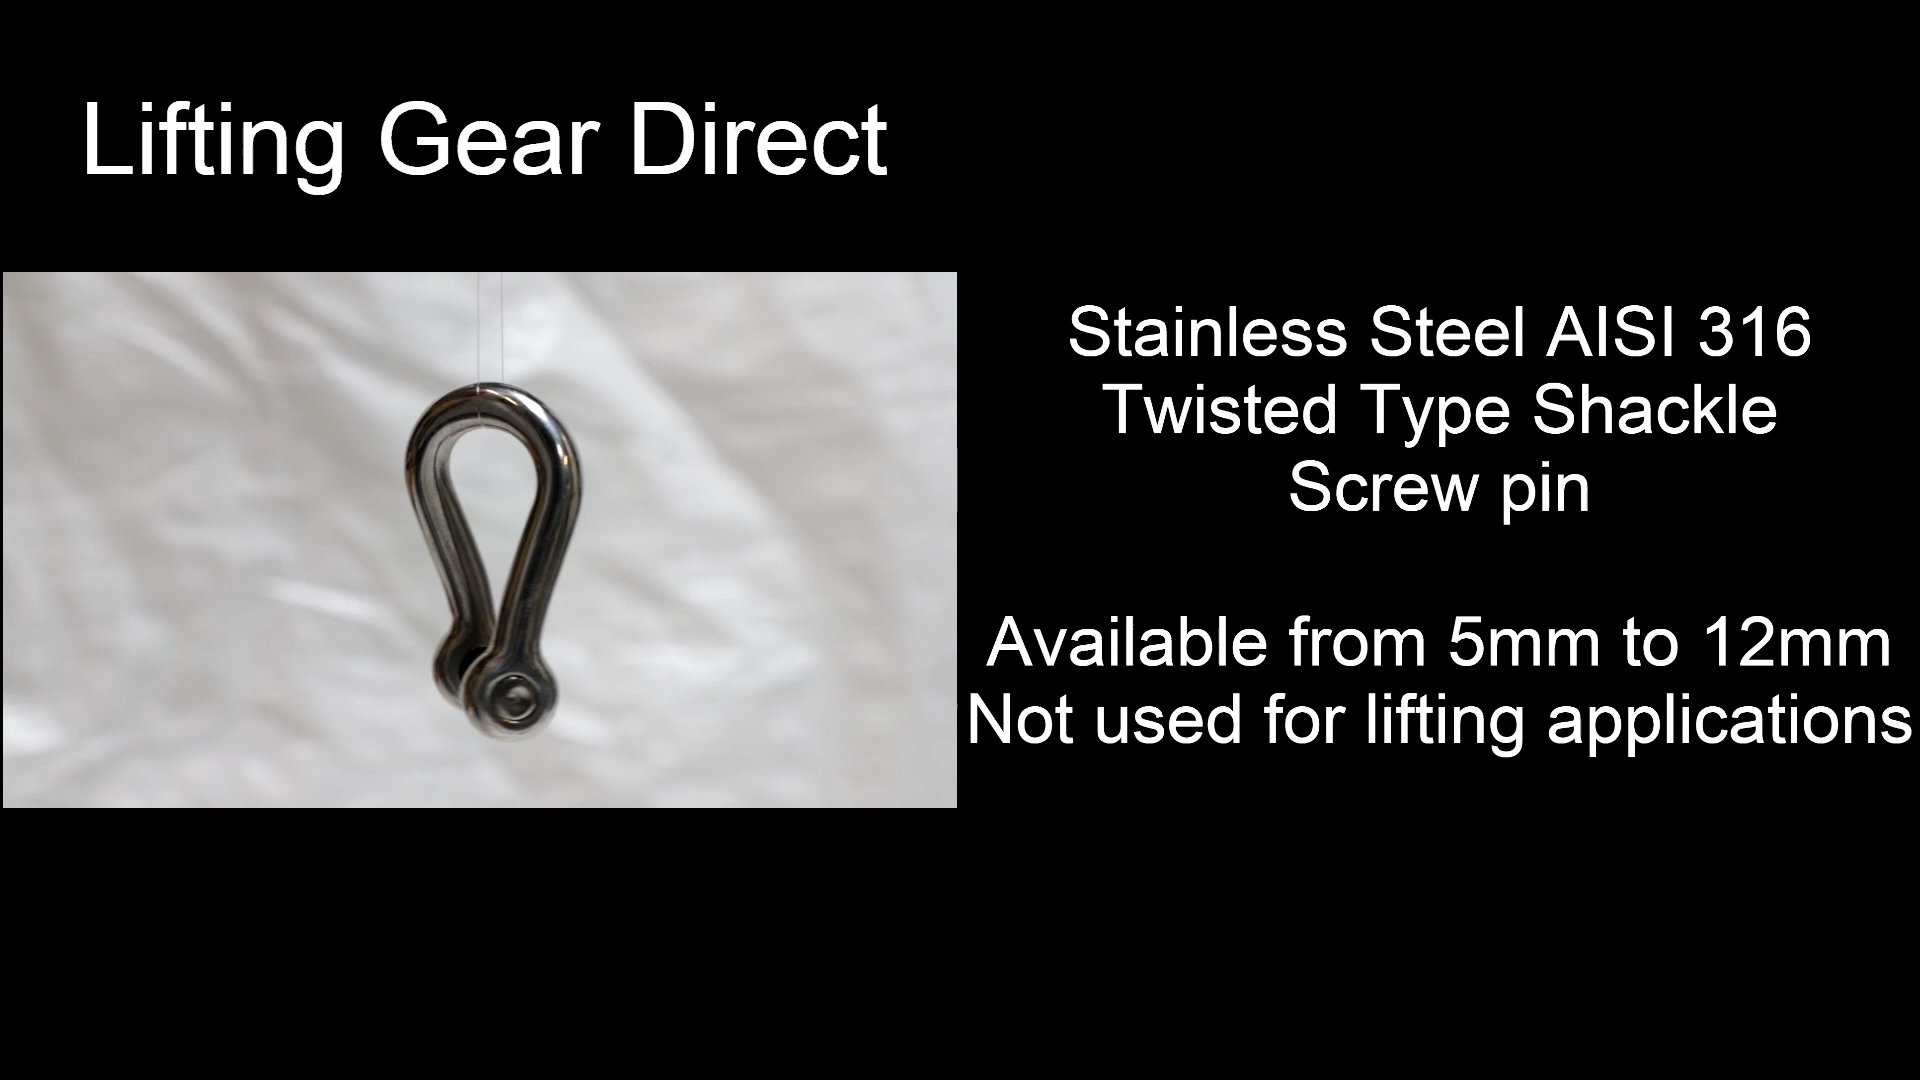 Lifting Gear Direct
Stainless Steel AISI 316
Twisted Type Shackle
Screw pin
Available from 5mm to 12mm
Not used for lifting applications